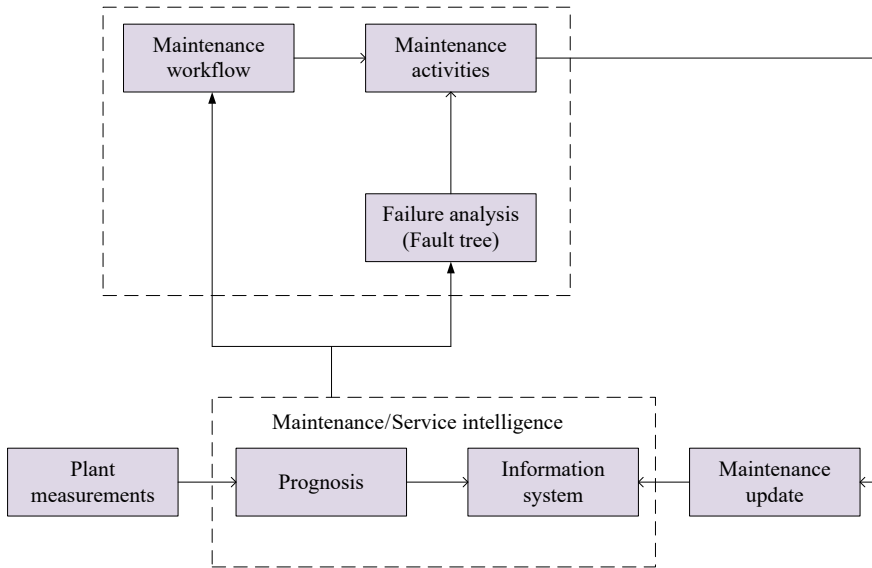 Maintenance
workflow
Maintenance
activities
Failure analysis
(Fault tree)
Maintenance/Service intelligence
Plant
measurements
Prognosis
Information
system
Maintenance
update